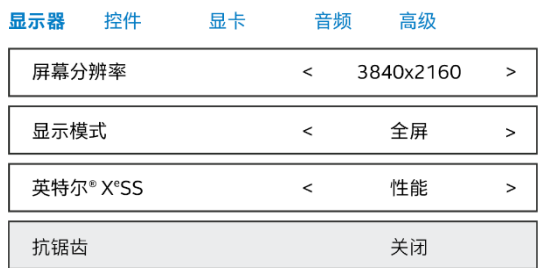 显示器 控件 显卡 音频 高级
屏幕分辨率 < 3840x2160 >
显示模式 < 全屏 >
英特尔® XᵉSS < 性能 >
抗锯齿 关闭